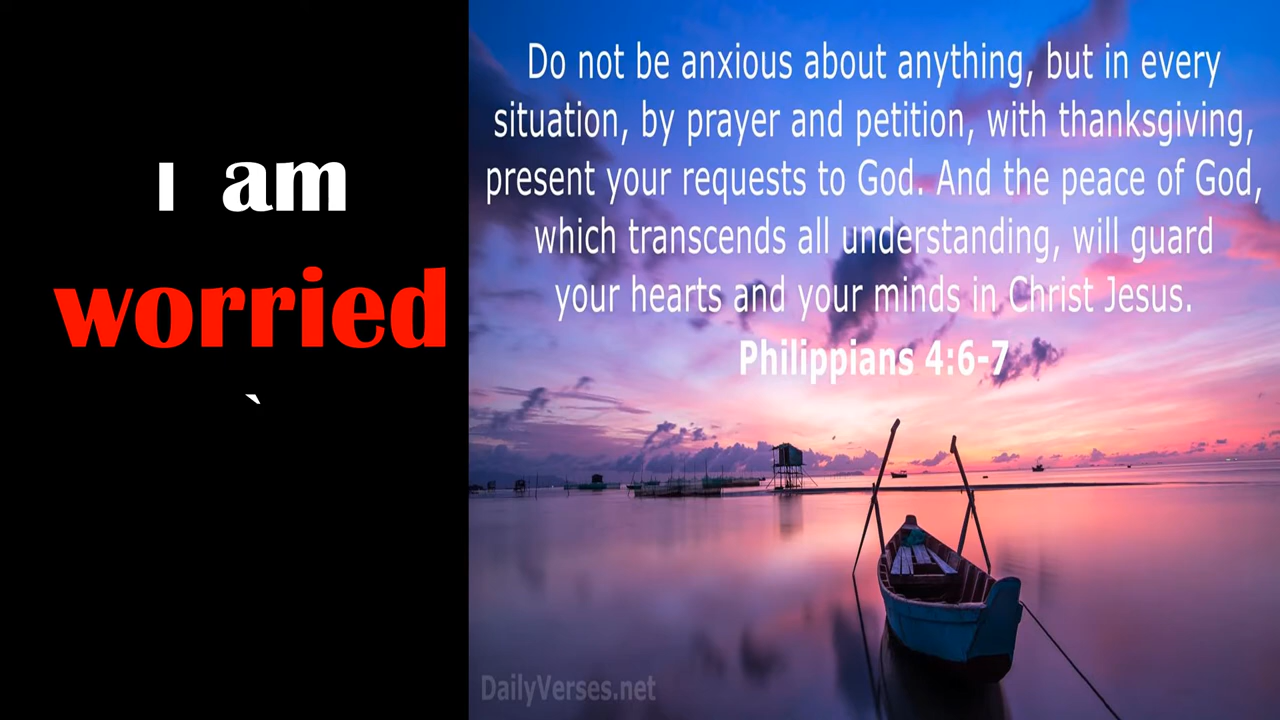 I am
worried
`
Do not be anxious about anything, but in every
situation, by prayer and petition, with thanksgiving,
present your requests to God. And the peace of God,
which transcends all understanding, will guard
your hearts and your minds in Christ Jesus.
Philippians 4:6-7
DailyVerses.net